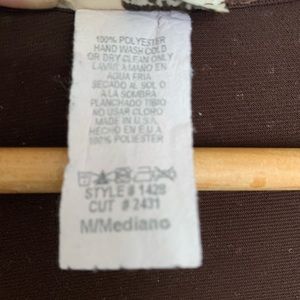 100% POLYESTER
HAND WASH COLD
OR DRY CLEAN ONLY
LAVAR A MANO EN
AGUA FRIA
SECADO AL SOL O
A LA SOMBRA
PLANCHADO TIBIO
NO USAR CLORO
MADE IN U.S.A.
HECHO EN E.U.A
100% POLIESTER
STYLE # 1428
CUT # 2431
M/Mediano